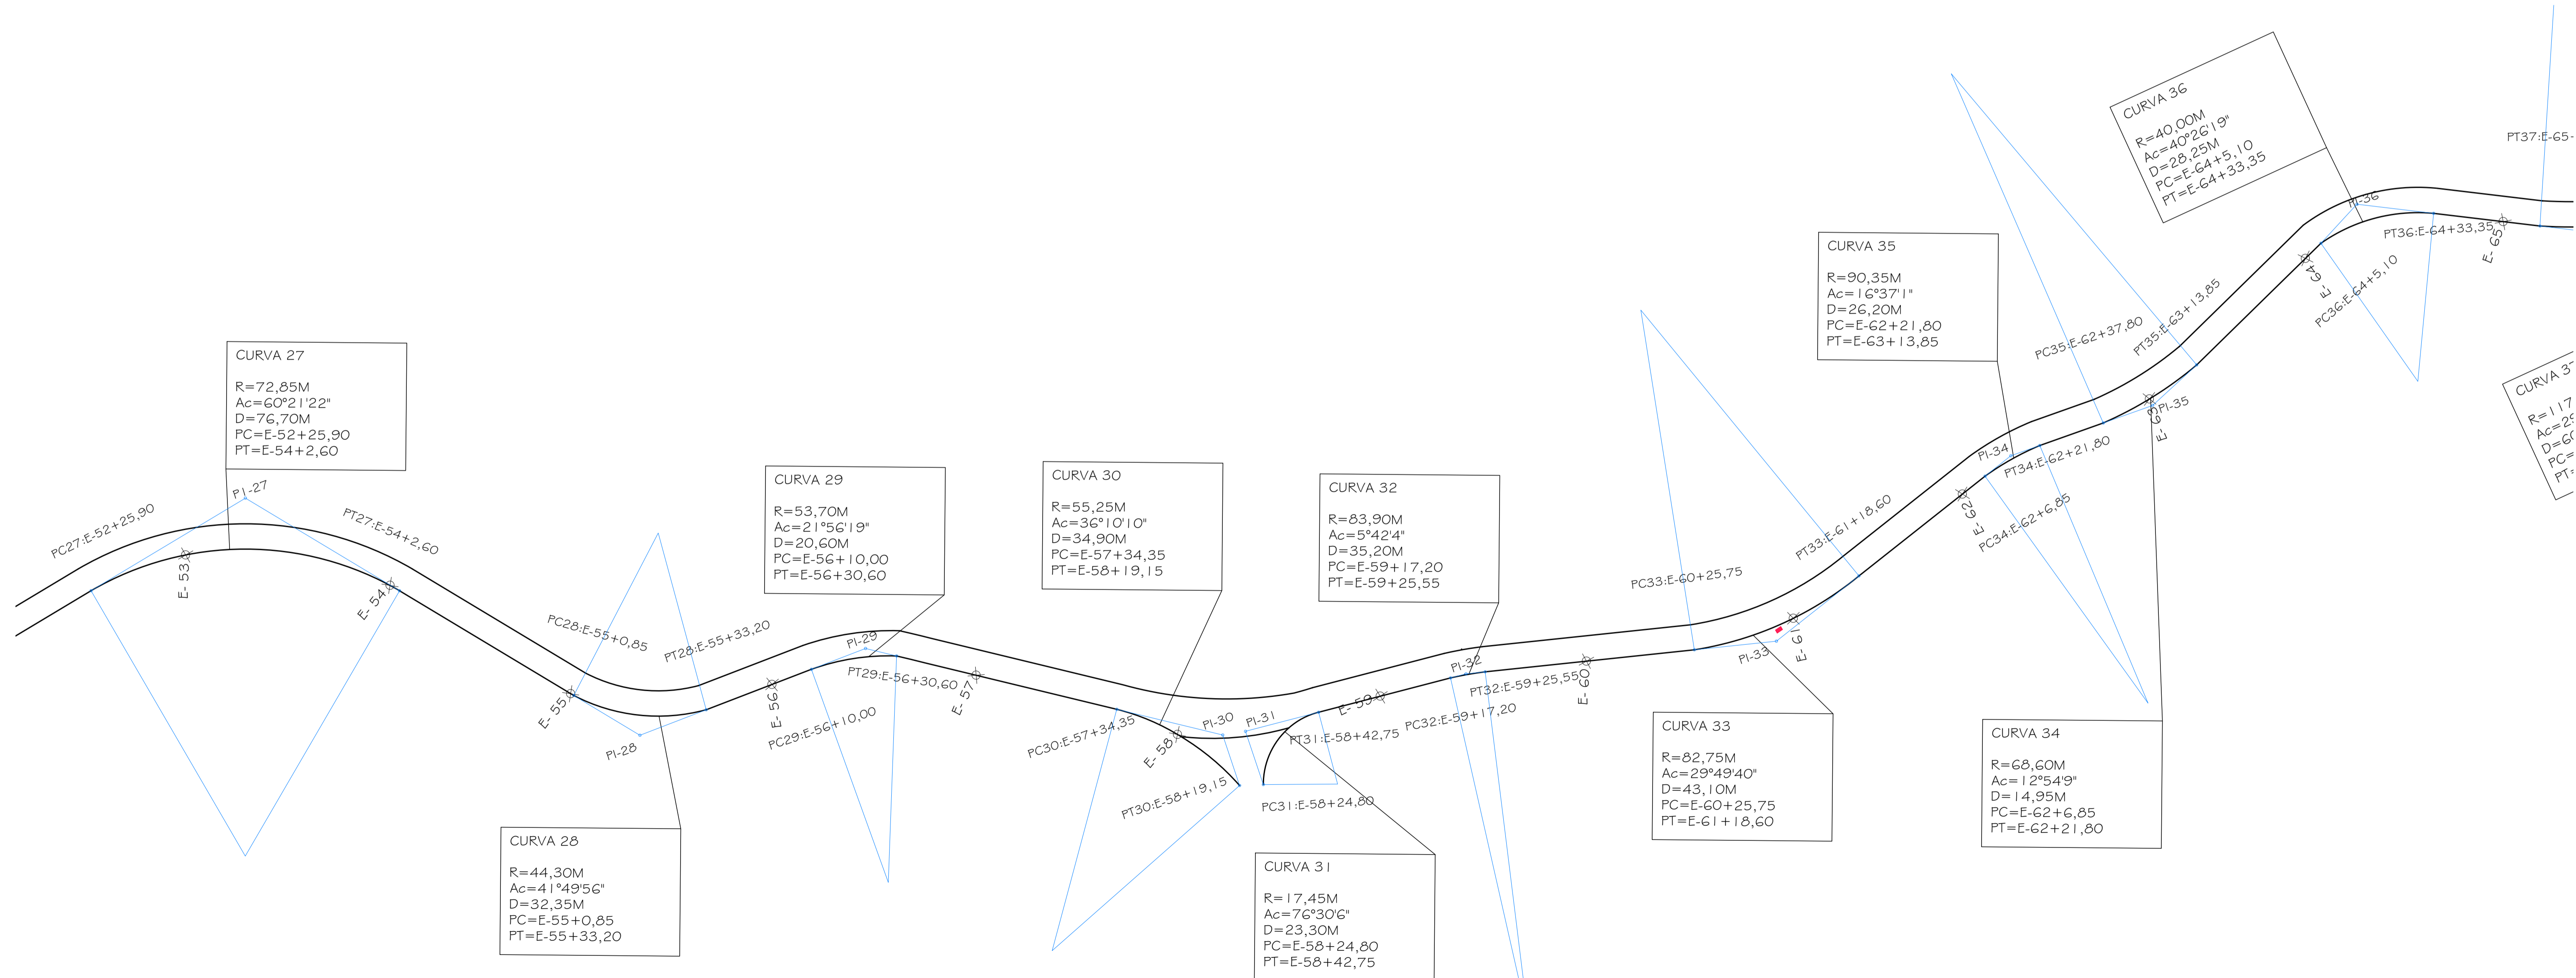 CURVA 27
R=72,85M
Ac=60°21'22"
D=76,70M
PC=E-52+25,90
PT=E-54+2,60
PC27:E-52+25,90
PI-27
PT27:E-54+2,60
E-53
E-54
PC28:E-55+0,85
PT28:E-55+33,20
E-55
PI-28
CURVA 28
R=44,30M
Ac=41°49'56"
D=32,35M
PC=E-55+0,85
PT=E-55+33,20
CURVA 29
R=53,70M
Ac=21°56'19"
D=20,60M
PC=E-56+10,00
PT=E-56+30,60
PI-29
PT29:E-56+30,60
E-56
PC29:E-56+10,00
E-57
CURVA 30
R=55,25M
Ac=36°10'10"
D=34,90M
PC=E-57+34,35
PT=E-58+19,15
PC30:E-57+34,35
PI-30
PI-31
E-58
PT30:E-58+19,15
PT31:E-58+42,75
PC31:E-58+24,80
CURVA 31
R=17,45M
Ac=76°30'6"
D=23,30M
PC=E-58+24,80
PT=E-58+42,75
CURVA 32
R=83,90M
Ac=5°42'4"
D=35,20M
PC=E-59+17,20
PT=E-59+25,55
PI-32
PT32:E-59+25,55
E-59
PC32:E-59+17,20
E-60
PC33:E-60+25,75
PT33:E-61+18,60
PI-33
E-61
CURVA 33
R=82,75M
Ac=29°49'40"
D=43,10M
PC=E-60+25,75
PT=E-61+18,60
CURVA 35
R=90,35M
Ac=16°37'1"
D=26,20M
PC=E-62+21,80
PT=E-63+13,85
PI-34
PT34:E-62+21,80
E-62
PC34:E-62+6,85
CURVA 34
R=68,60M
Ac=12°54'9"
D=14,95M
PC=E-62+6,85
PT=E-62+21,80
PC35:E-62+37,80
PT35:E-63+13,85
PI-35
E-63
CURVA 36
R=40,00M
Ac=40°26'19"
D=28,25M
PC=E-64+5,10
PT=E-64+33,35
PI-36
PT36:E-64+33,35
E-64
PC36:E-64+5,10
E-65
PT37:E-65-
CURVA 37
R=117
Ac=
PC=
PT=